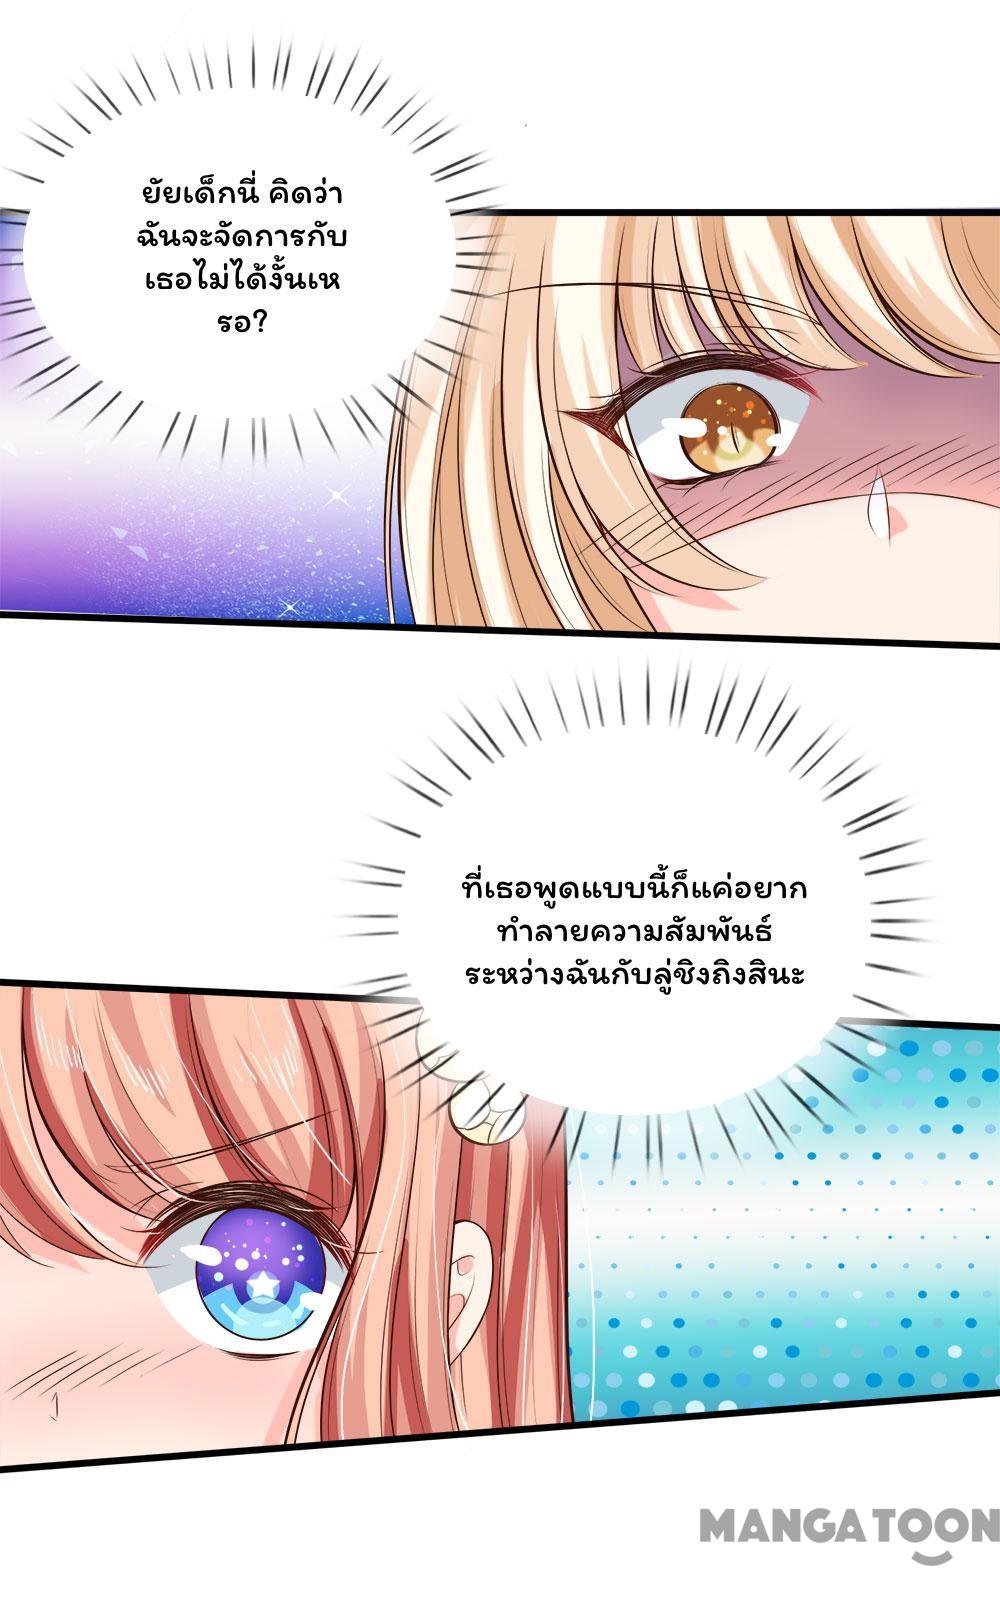 ยัยเด็กนี่ คิดว่า
ฉันจะจัดการกับ
เธอไม่ได้งั้นเห
รอ?
ที่เธอพูดแบบนี้ก็แค่อยาก
ทำลายความสัมพันธ์
ระหว่างฉันกับลู่ชิงถิงสินะ
MANGATOON